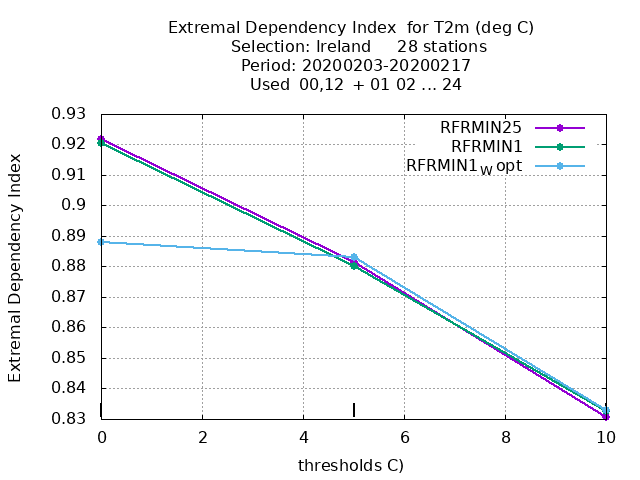 Extremal Dependency Index for T2m (deg C)
Selection: Ireland 28 stations
Period: 20200203-20200217
Used 00,12 + 01 02 ... 24
Extremal Dependency Index
0.93
0.92
0.91
0.9
0.89
0.88
0.87
0.86
0.85
0.84
0.83
RFRMIN25
RFRMIN1
RFRMIN1W opt
0 2 4 6 8 10
thresholds C)